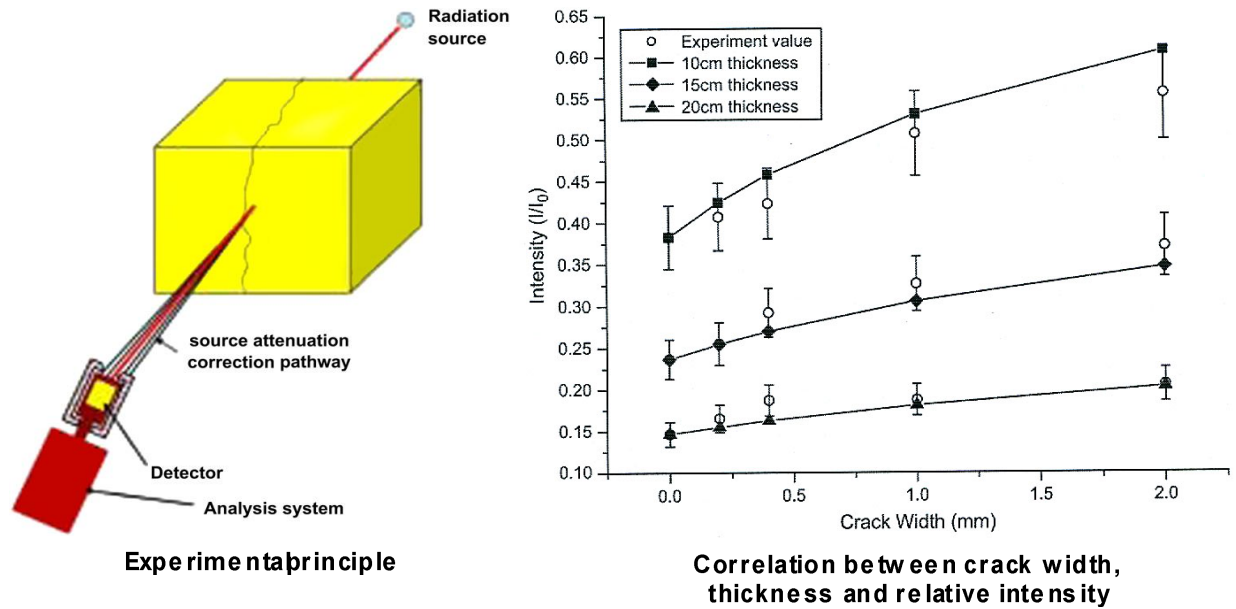 Radiation
source
source attenuation
correction pathway
Detector
Analysis system
Experimentalprinciple
0.65
0.60
0.55
0.50
0.45
0.40
0.35
0.30
0.25
0.20
0.15
0.10
Intensity (I/I₀)
Experiment value
10cm thickness
15cm thickness
20cm thickness
0.0
0.5
1.0
1.5
2.0
Crack Width (mm)
Correlation between crack width,
thickness and relative intensity